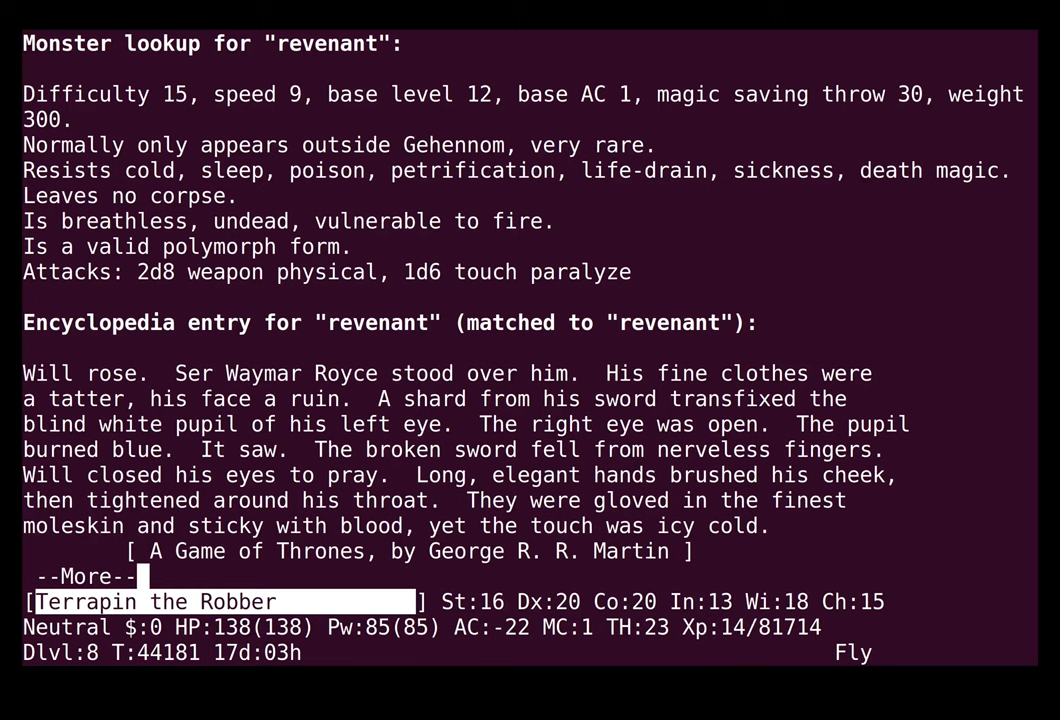 Monster lookup for "revenant":
Difficulty 15, speed 9, base level 12, base AC 1, magic saving throw 30, weight
300.
Normally only appears outside Gehennom, very rare.
Resists cold, sleep, poison, petrification, life-drain, sickness, death magic.
Leaves no corpse.
Is breathless, undead, vulnerable to fire.
Is a valid polymorph form.
Attacks: 2d8 weapon physical, 1d6 touch paralyze
Encyclopedia entry for "revenant" (matched to "revenant"):
Will rose.  Ser Waymar Royce stood over him.  His fine clothes were
a tatter, his face a ruin.  A shard from his sword transfixed the
blind white pupil of his left eye.  The right eye was open.  The pupil
burned blue.  It saw.  The broken sword fell from nerveless fingers.
Will closed his eyes to pray.  Long, elegant hands brushed his cheek,
then tightened around his throat.  They were gloved in the finest
moleskin and sticky with blood, yet the touch was icy cold.
[ A Game of Thrones, by George R. R. Martin ]
--More--
[Terrapin the Robber           ] St:16 Dx:20 Co:20 In:13 Wi:18 Ch:15
Neutral $:0 HP:138(138) Pw:85(85) AC:-22 MC:1 TH:23 Xp:14/81714
Dlvl:8 T:44181 17d:03h Fly